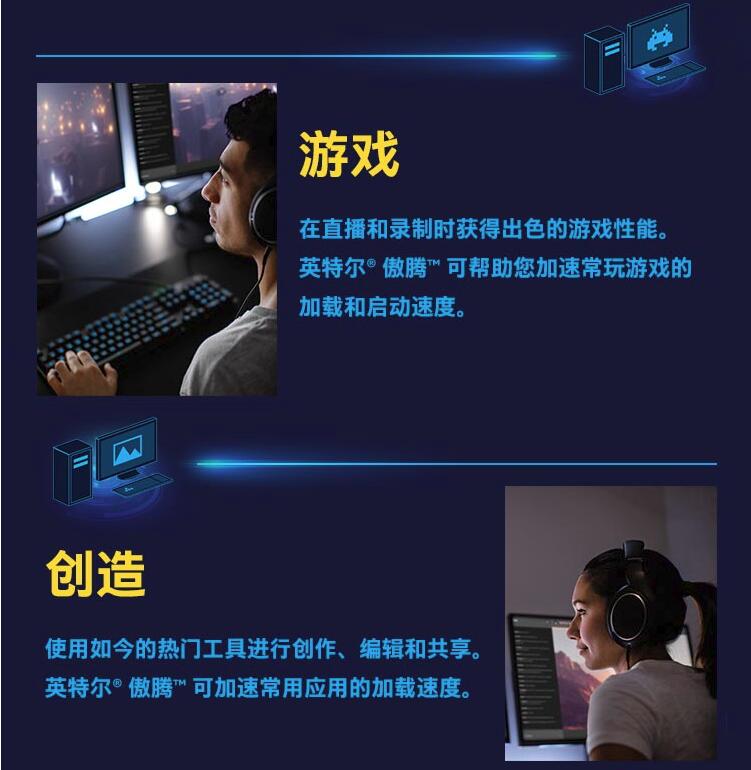 游戏
在直播和录制时获得出色的游戏性能。
英特尔® 傲腾™ 可帮助您加速常玩游戏的
加载和启动速度。
创造
使用如今的热门工具进行创作、编辑和共享。
英特尔® 傲腾™ 可加速常用应用的加载速度。